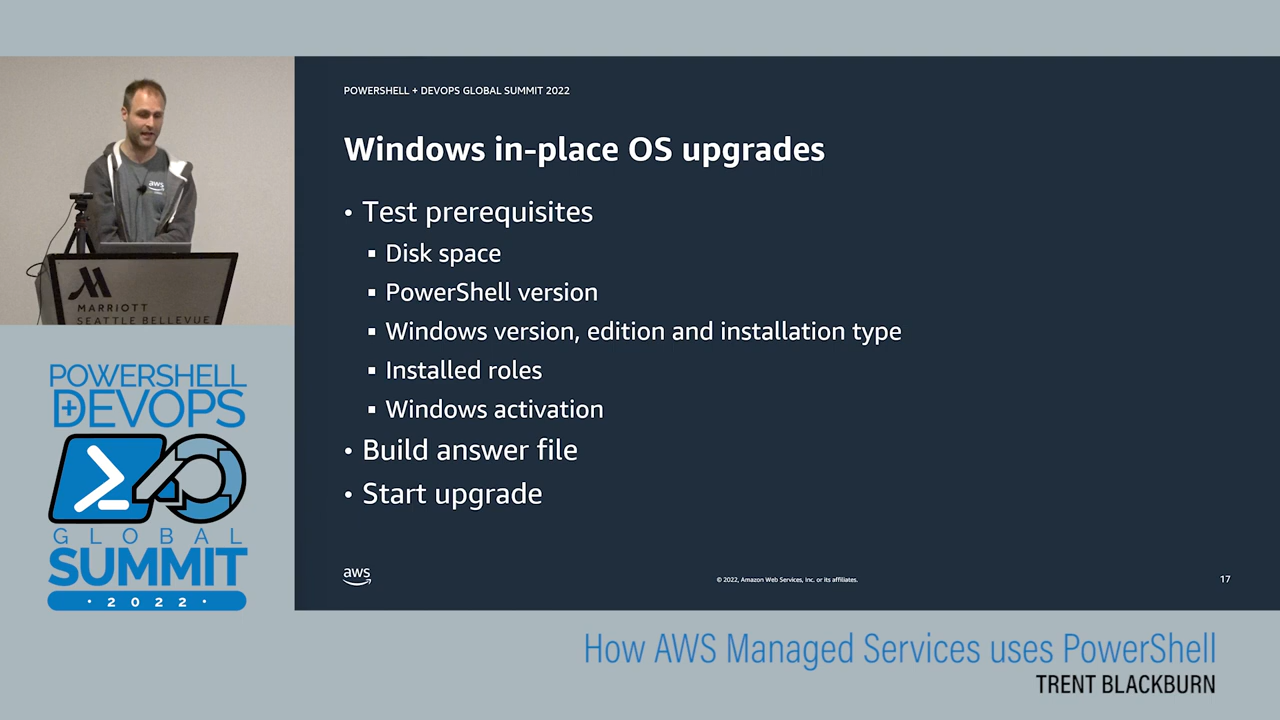 POWERSHELL + DEVOPS GLOBAL SUMMIT 2022
Windows in-place OS upgrades
• Test prerequisites
▪ Disk space
▪ PowerShell version
▪ Windows version, edition and installation type
▪ Installed roles
▪ Windows activation
• Build answer file
• Start upgrade
aws
© 2022, Amazon Web Services, Inc. or its affiliates.
17
aws
MARRIOTT
SEATTLE BELLEVUE
POWERSHELL
+DEVOPS
GLOBAL
SUMMIT
· 2022 ·
How AWS Managed Services uses PowerShell
TRENT BLACKBURN